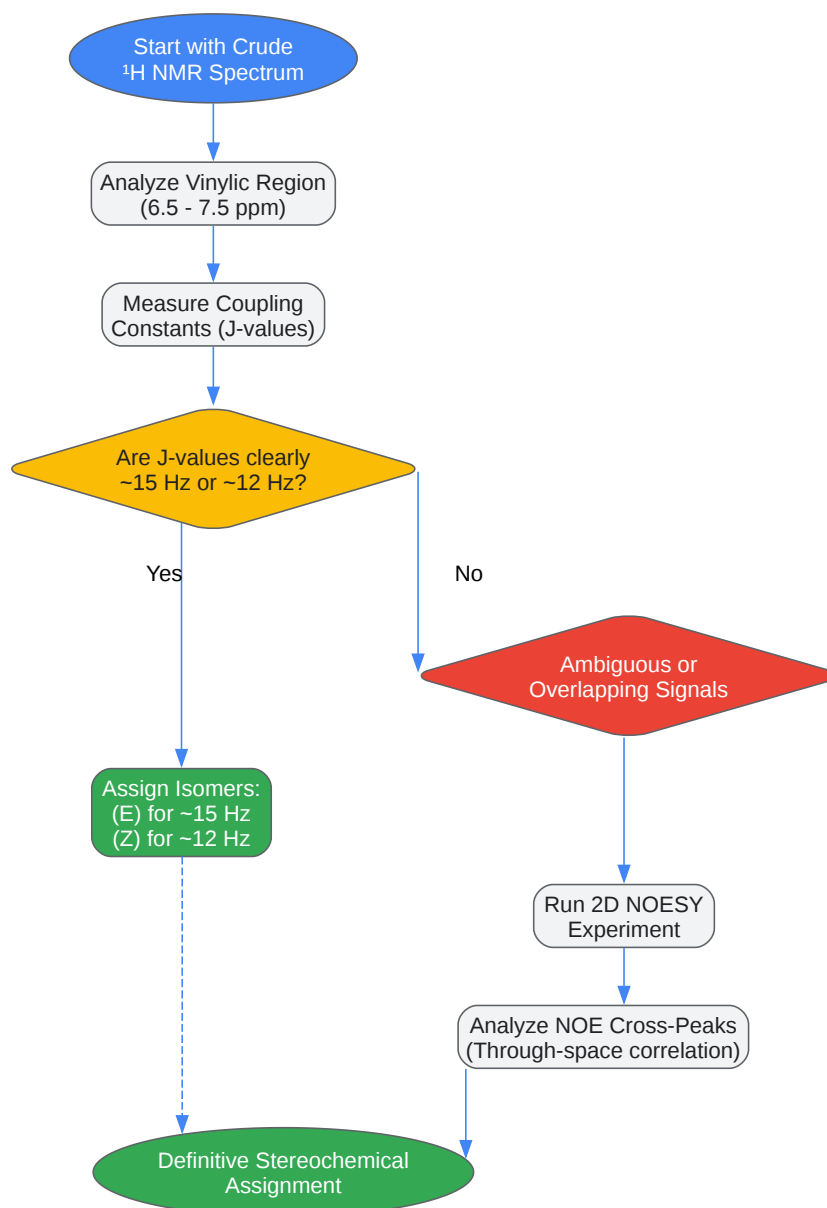 Start with Crude
¹H NMR Spectrum
Analyze Vinylic Region
(6.5 - 7.5 ppm)
Measure Coupling
Constants (J-values)
Are J-values clearly
~15 Hz or ~12 Hz?
Yes
No
Ambiguous or
Overlapping Signals
Assign Isomers:
(E) for ~15 Hz
(Z) for ~12 Hz
Run 2D NOESY
Experiment
Analyze NOE Cross-Peaks
(Through-space correlation)
Definitive Stereochemical
Assignment